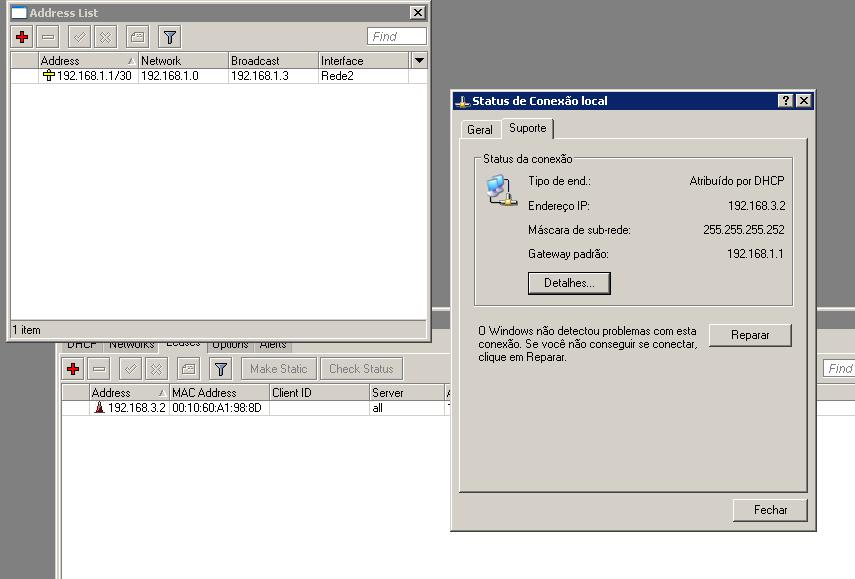 Address List
Find
Address Network Broadcast Interface
192.168.1.1/30 192.168.1.0 192.168.1.3 Rede2
1 item
DHCP Networks Leases Options Alerts
Make Static Check Status
Find
Address MAC Address Client ID Server
192.168.3.2 00:10:60:A1:98:8D all
Status de Conexão local
Geral Suporte
Status da conexão
Tipo de end.: Atribuído por DHCP
Endereço IP: 192.168.3.2
Máscara de sub-rede: 255.255.255.252
Gateway padrão: 192.168.1.1
Detalhes...
O Windows não detectou problemas com esta
conexão. Se você não conseguir se conectar,
clique em Reparar.
Reparar
Fechar